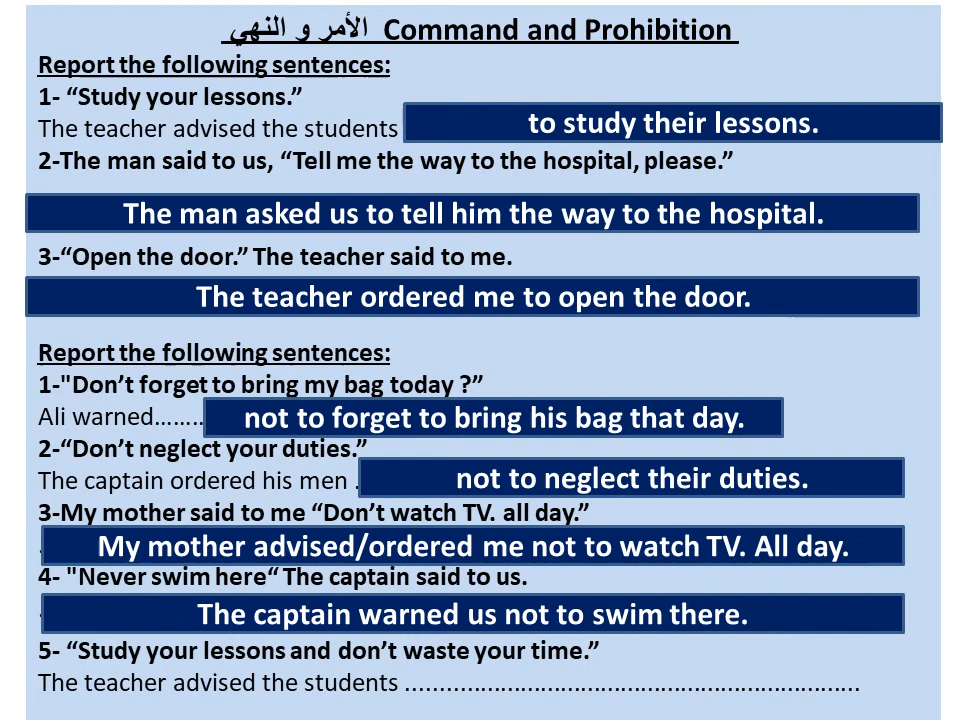 الأمر و النهي Command and Prohibition
Report the following sentences:
1- “Study your lessons.”
The teacher advised the students to study their lessons.
2-The man said to us, “Tell me the way to the hospital, please.”
The man asked us to tell him the way to the hospital.
3-“Open the door.” The teacher said to me.
The teacher ordered me to open the door.
Report the following sentences:
1-"Don’t forget to bring my bag today ?”
Ali warned…….. not to forget to bring his bag that day.
2-“Don’t neglect your duties.”
The captain ordered his men . not to neglect their duties.
3-My mother said to me “Don’t watch TV. all day.”
My mother advised/ordered me not to watch TV. All day.
4- "Never swim here“ The captain said to us.
The captain warned us not to swim there.
5- “Study your lessons and don’t waste your time.”
The teacher advised the students ..................................................................